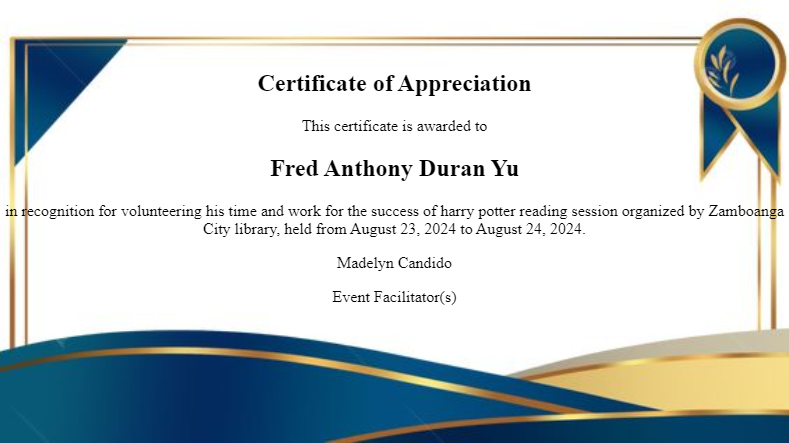 Certificate of Appreciation
This certificate is awarded to
Fred Anthony Duran Yu
in recognition for volunteering his time and work for the success of harry potter reading session organized by Zamboanga
City library, held from August 23, 2024 to August 24, 2024.
Madelyn Candido
Event Facilitator(s)